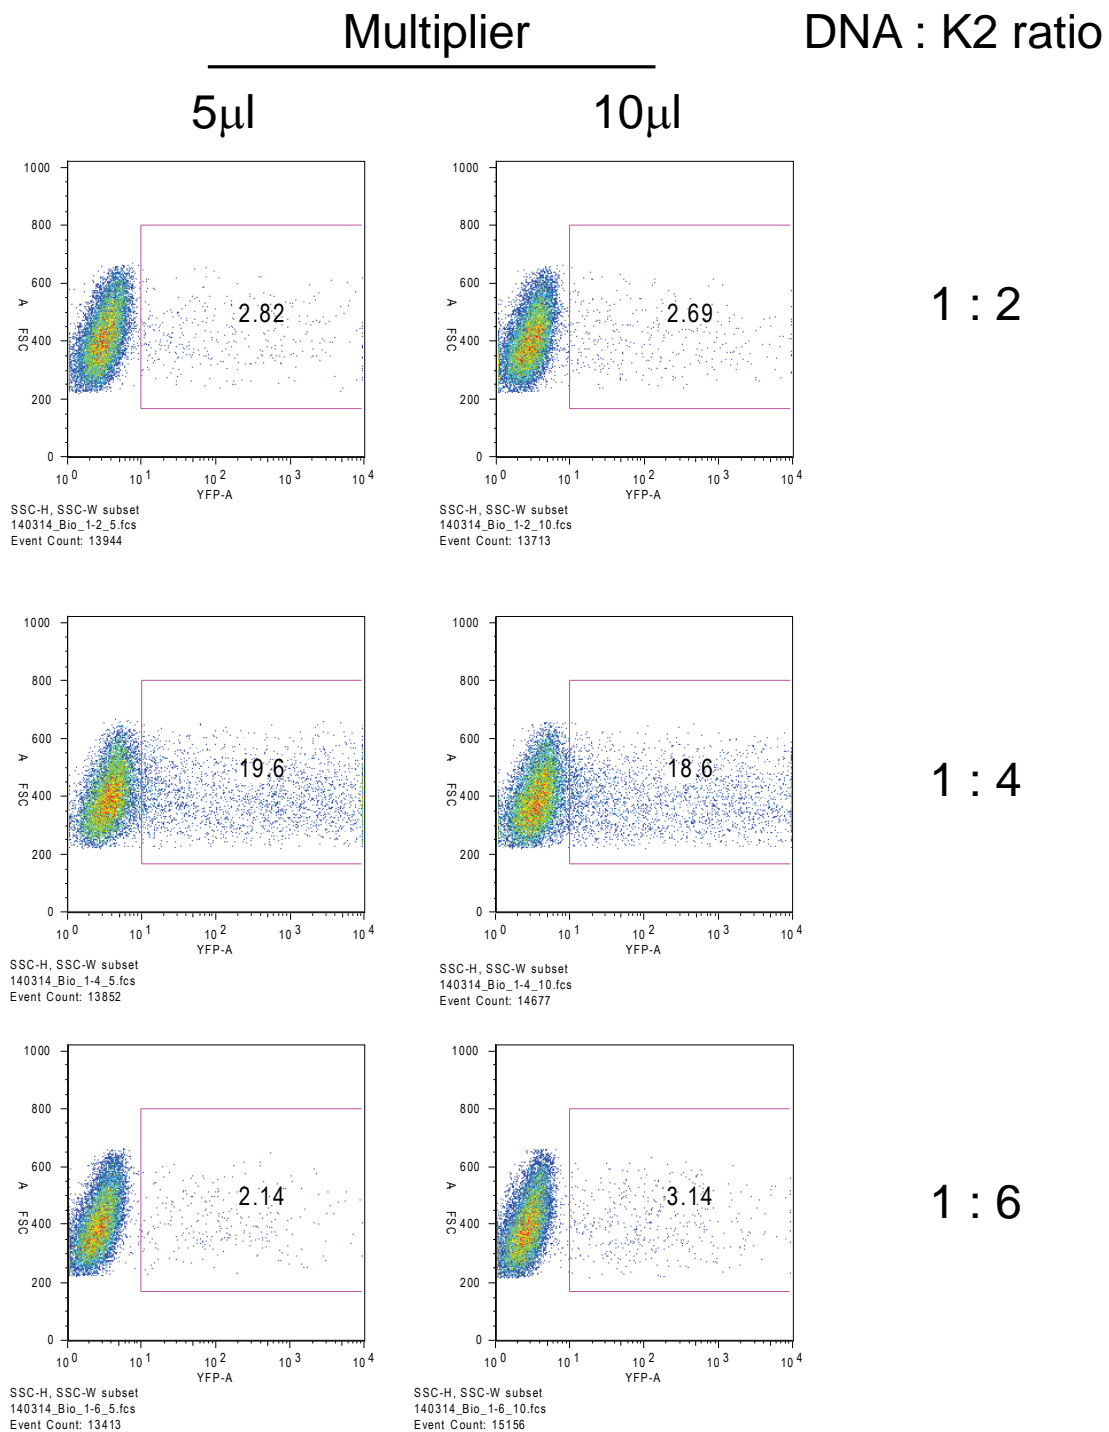 Multiplier DNA : K2 ratio
5μl 10μl
1000 1000
800 800
600 600
A FSC 2.82 A FSC 2.69 1 : 2
400 400
200 200
0 0
10^0 10^1 10^2 10^3 10^4 10^0 10^1 10^2 10^3 10^4
YFP-A YFP-A
SSC-H, SSC-W subset SSC-H, SSC-W subset
140314_Bio_1-2_5.fcs 140314_Bio_1-2_10.fcs
Event Count: 13944 Event Count: 13713
1000 1000
800 800
600 600
A FSC 19.6 A FSC 18.6 1 : 4
400 400
200 200
0 0
10^0 10^1 10^2 10^3 10^4 10^0 10^1 10^2 10^3 10^4
YFP-A YFP-A
SSC-H, SSC-W subset SSC-H, SSC-W subset
140314_Bio_1-4_5.fcs 140314_Bio_1-4_10.fcs
Event Count: 13852 Event Count: 14677
1000 1000
800 800
600 600
A FSC 2.14 A FSC 3.14 1 : 6
400 400
200 200
0 0
10^0 10^1 10^2 10^3 10^4 10^0 10^1 10^2 10^3 10^4
YFP-A YFP-A
SSC-H, SSC-W subset SSC-H, SSC-W subset
140314_Bio_1-6_5.fcs 140314_Bio_1-6_10.fcs
Event Count: 13413 Event Count: 15156